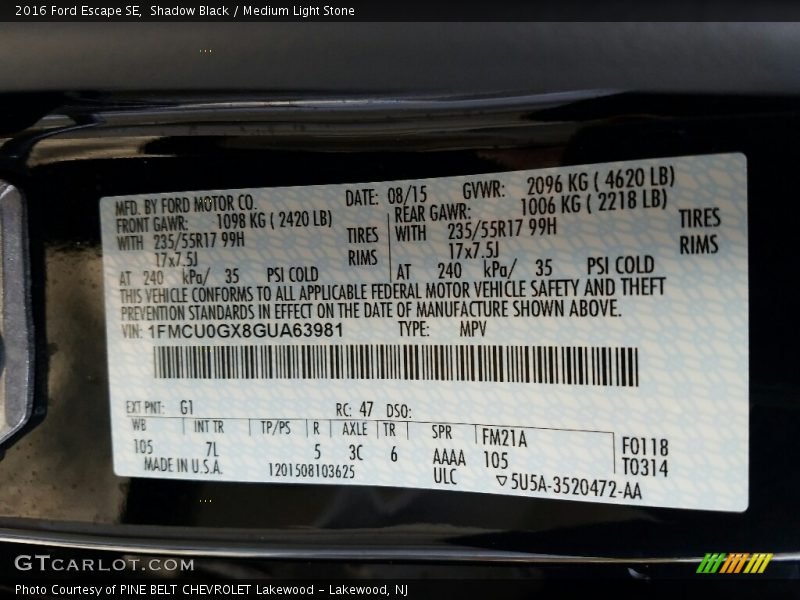 2016 Ford Escape SE,  Shadow Black / Medium Light Stone
MFD. BY FORD MOTOR CO. DATE: 08/15 GVWR: 2096 KG ( 4620 LB)
FRONT GAWR: 1098 KG ( 2420 LB) REAR GAWR: 1006 KG ( 2218 LB)
WITH 235/55R17 99H TIRES WITH 235/55R17 99H TIRES
17x7.5J RIMS 17x7.5J RIMS
AT 240 kPa/ 35 PSI COLD AT 240 kPa/ 35 PSI COLD
THIS VEHICLE CONFORMS TO ALL APPLICABLE FEDERAL MOTOR VEHICLE SAFETY AND THEFT
PREVENTION STANDARDS IN EFFECT ON THE DATE OF MANUFACTURE SHOWN ABOVE.
VIN: 1FMCU0GX8GUA63981 TYPE: MPV
EXT PNT: G1 RC: 47 DSO:
WB INT TR TP/PS R AXLE TR SPR FM21A F0118
105 7L 5 3C 6 AAAA 105 T0314
MADE IN U.S.A. 1201508103625 ULC ▽5U5A-3520472-AA
GTCARLOT.COM
Photo Courtesy of PINE BELT CHEVROLET Lakewood - Lakewood, NJ